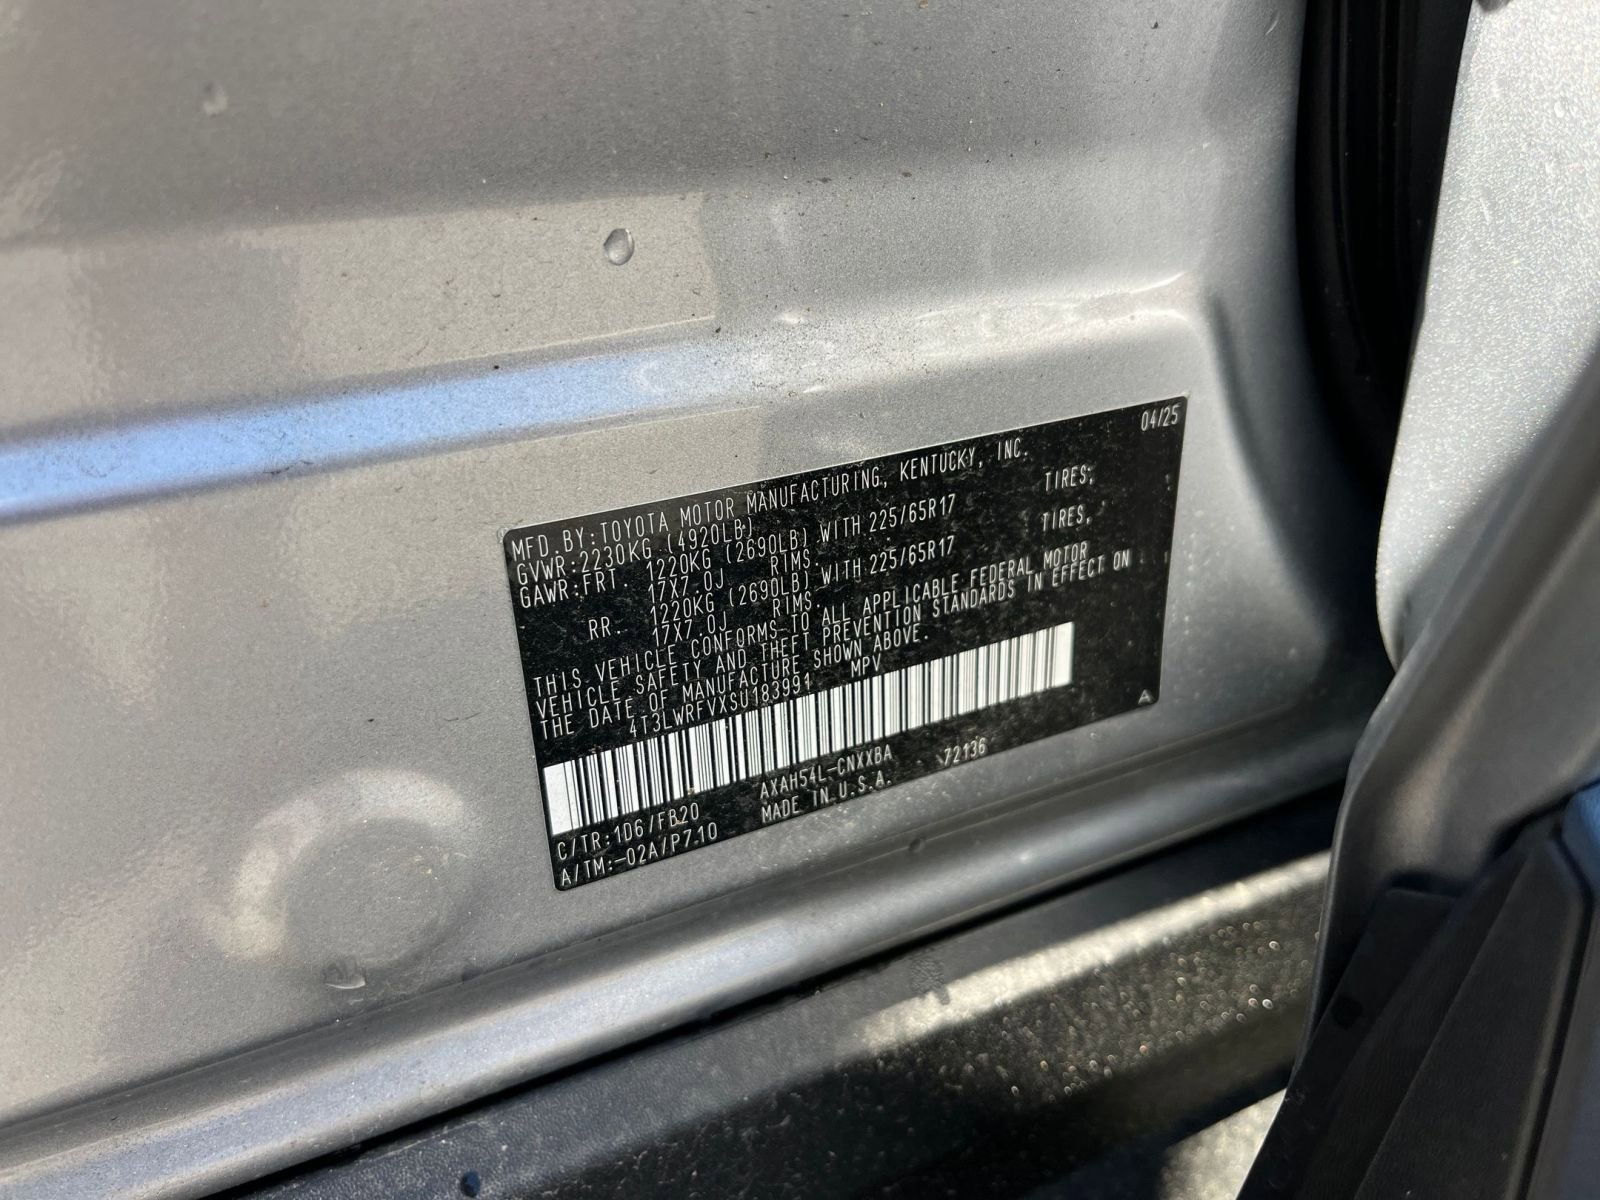 04/25
MFD.BY:TOYOTA MOTOR MANUFACTURING, KENTUCKY, INC.
GVWR:2230KG (4920LB)
GAWR:FRT. 1220KG (2690LB) WITH 225/65R17 TIRES;
17X7.0J RIMS.
RR. 1220KG (2690LB) WITH 225/65R17 TIRES,
17X7.0J RIMS.
THIS VEHICLE CONFORMS TO ALL APPLICABLE FEDERAL MOTOR
VEHICLE SAFETY AND THEFT PREVENTION STANDARDS IN EFFECT ON
THE DATE OF MANUFACTURE SHOWN ABOVE.
4T3LWRFVXSU183991 MPV
C/TR:1D6/FB20 AXAH54L-CNXXBA 72136
A/TM:-02A/P710 MADE IN U.S.A. A